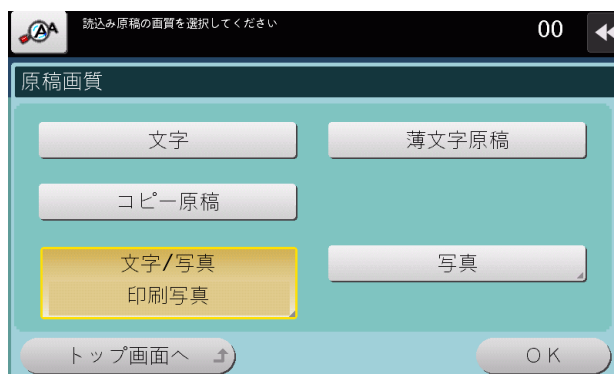 読込み原稿の画質を選択してください
00
原稿画質
文字
薄文字原稿
コピー原稿
文字/写真
印刷写真
写真
トップ画面へ
OK